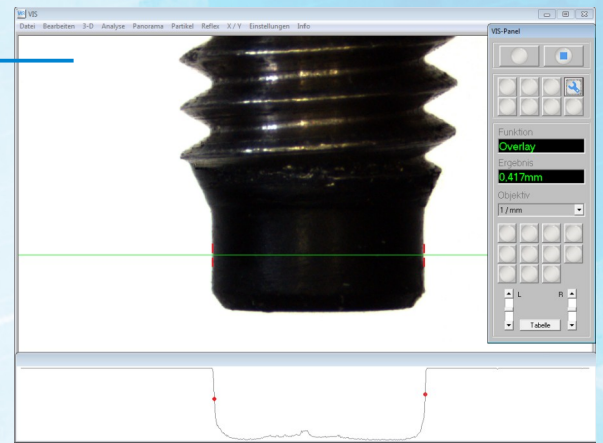 VIS
Datei Bearbeiten 3-D Analyse Panorama Partikel Reflex X / Y Einstellungen Info
VIS-Panel
Funktion
Overlay
Ergebnis
0,417mm
Objektiv
1 / mm
L R
Tabelle